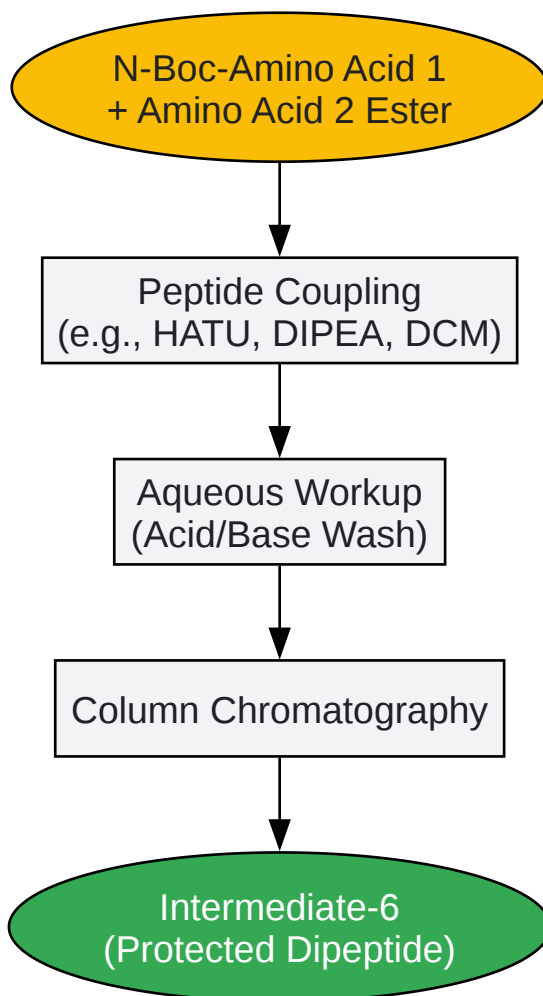 N-Boc-Amino Acid 1
+ Amino Acid 2 Ester
Peptide Coupling
(e.g., HATU, DIPEA, DCM)
Aqueous Workup
(Acid/Base Wash)
Column Chromatography
Intermediate-6
(Protected Dipeptide)